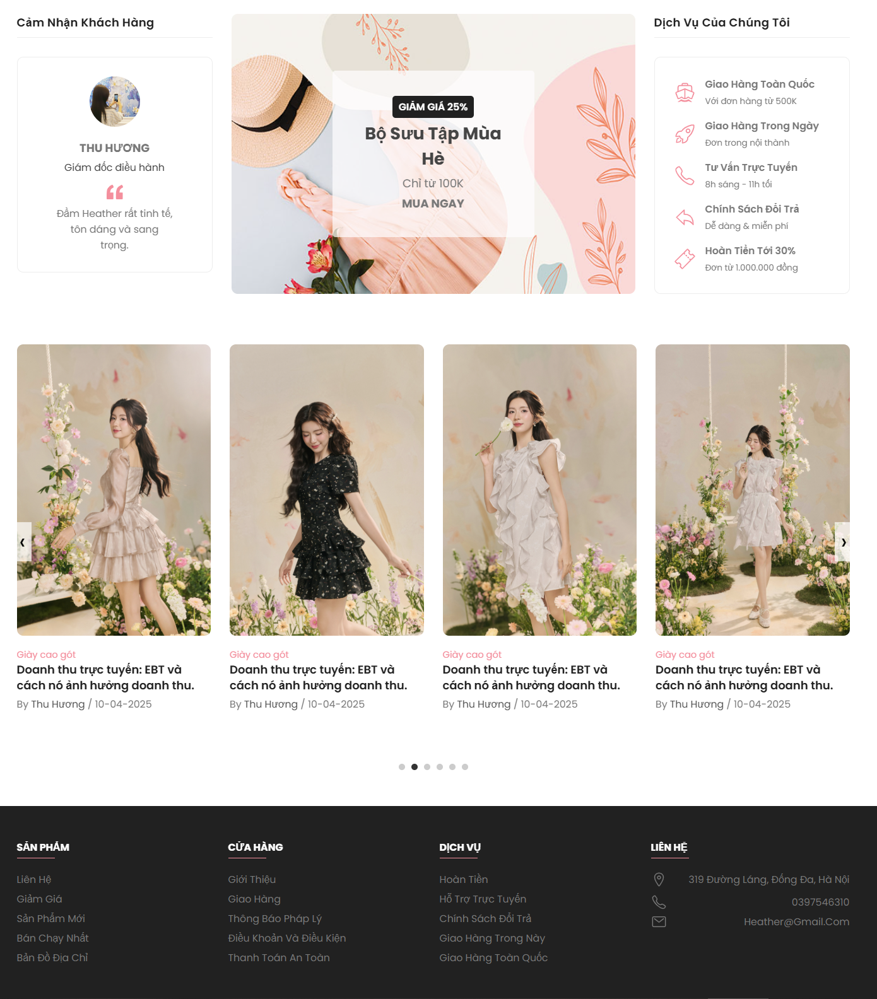 Cảm Nhận Khách Hàng
THU HƯƠNG
Giám đốc điều hành
Đầm Heather rất tinh tế,
tôn dáng và sang
trọng.
GIẢM GIÁ 25%
Bộ Sưu Tập Mùa
Hè
Chỉ từ 100K
MUA NGAY
Dịch Vụ Của Chúng Tôi
Giao Hàng Toàn Quốc
Với đơn hàng từ 500K
Giao Hàng Trong Ngày
Đơn trong nội thành
Tư Vấn Trực Tuyến
8h sáng - 11h tối
Chính Sách Đổi Trả
Dễ dàng & miễn phí
Hoàn Tiền Tới 30%
Đơn từ 1.000.000 đồng
Giày cao gót
Doanh thu trực tuyến: EBT và
cách nó ảnh hưởng doanh thu.
By Thu Hương / 10-04-2025
Giày cao gót
Doanh thu trực tuyến: EBT và
cách nó ảnh hưởng doanh thu.
By Thu Hương / 10-04-2025
Giày cao gót
Doanh thu trực tuyến: EBT và
cách nó ảnh hưởng doanh thu.
By Thu Hương / 10-04-2025
Giày cao gót
Doanh thu trực tuyến: EBT và
cách nó ảnh hưởng doanh thu.
By Thu Hương / 10-04-2025
SẢN PHẨM
Liên Hệ
Giảm Giá
Sản Phẩm Mới
Bán Chạy Nhất
Bản Đồ Địa Chỉ
CỬA HÀNG
Giới Thiệu
Giao Hàng
Thông Báo Pháp Lý
Điều Khoản Và Điều Kiện
Thanh Toán An Toàn
DỊCH VỤ
Hoàn Tiền
Hỗ Trợ Trực Tuyến
Chính Sách Đổi Trả
Giao Hàng Trong Này
Giao Hàng Toàn Quốc
LIÊN HỆ
319 Đường Láng, Đống Đa, Hà Nội
0397546310
Heather@Gmail.Com